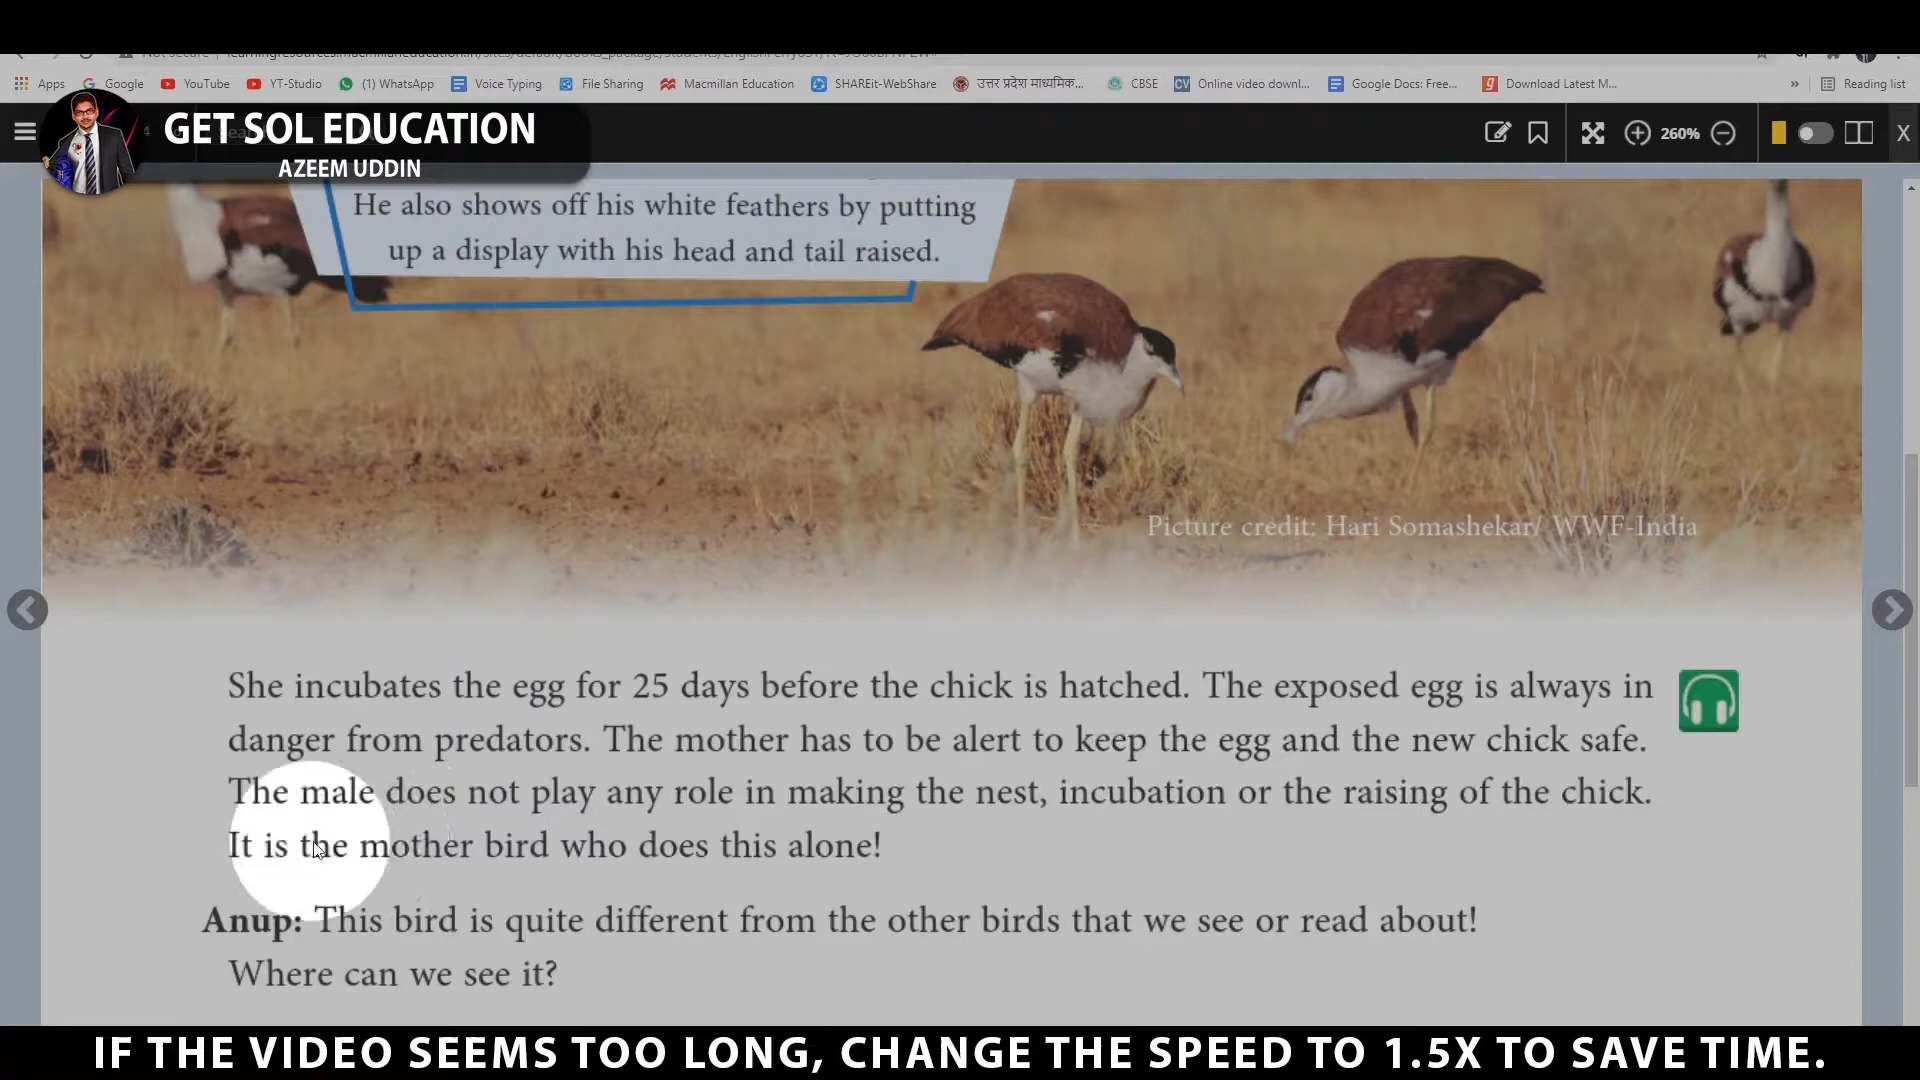 Apps Google YouTube YT-Studio (1) WhatsApp Voice Typing File Sharing Macmillan Education SHAREit-WebShare उत्तर प्रदेश माध्यमिक... CBSE Online video downl... Google Docs: Free... Download Latest M... » Reading list
GET SOL EDUCATION
AZEEM UDDIN
260%
X
He also shows off his white feathers by putting
up a display with his head and tail raised.
Picture credit: Hari Somashekar/ WWF-India
She incubates the egg for 25 days before the chick is hatched. The exposed egg is always in
danger from predators. The mother has to be alert to keep the egg and the new chick safe.
The male does not play any role in making the nest, incubation or the raising of the chick.
It is the mother bird who does this alone!
Anup: This bird is quite different from the other birds that we see or read about!
Where can we see it?
IF THE VIDEO SEEMS TOO LONG, CHANGE THE SPEED TO 1.5X TO SAVE TIME.